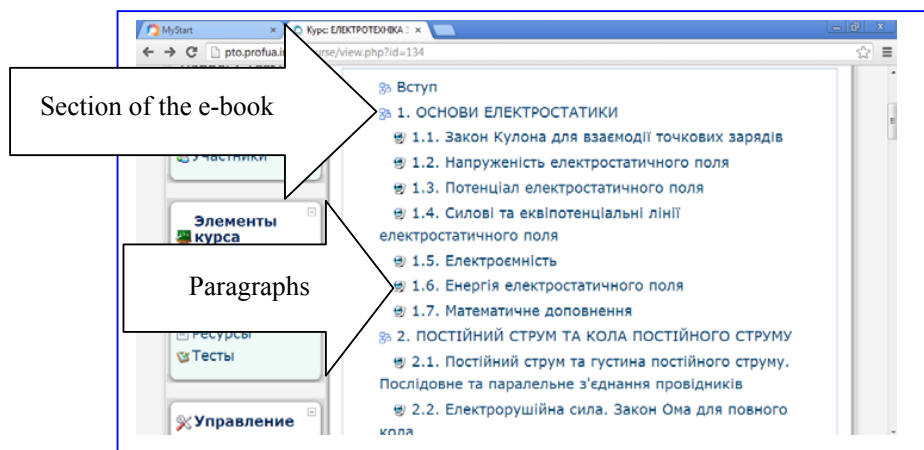 MyStart
Курс: ЕЛЕКТРОТЕХНІКА
pto.profua.in
urse/view.php?id=134
Section of the e-book
Участники
Элементы
курса
Paragraphs
Ресурсы
Тесты
Управление
Вступ
1. ОСНОВИ ЕЛЕКТРОСТАТИКИ
1.1. Закон Кулона для взаємодії точкових зарядів
1.2. Напруженість електростатичного поля
1.3. Потенціал електростатичного поля
1.4. Силові та еквіпотенціальні лінії
електростатичного поля
1.5. Електроємність
1.6. Енергія електростатичного поля
1.7. Математичне доповнення
2. ПОСТІЙНИЙ СТРУМ ТА КОЛА ПОСТІЙНОГО СТРУМУ
2.1. Постійний струм та густина постійного струму.
Послідовне та паралельне з'єднання провідників
2.2. Електрорушійна сила. Закон Ома для повного
кола